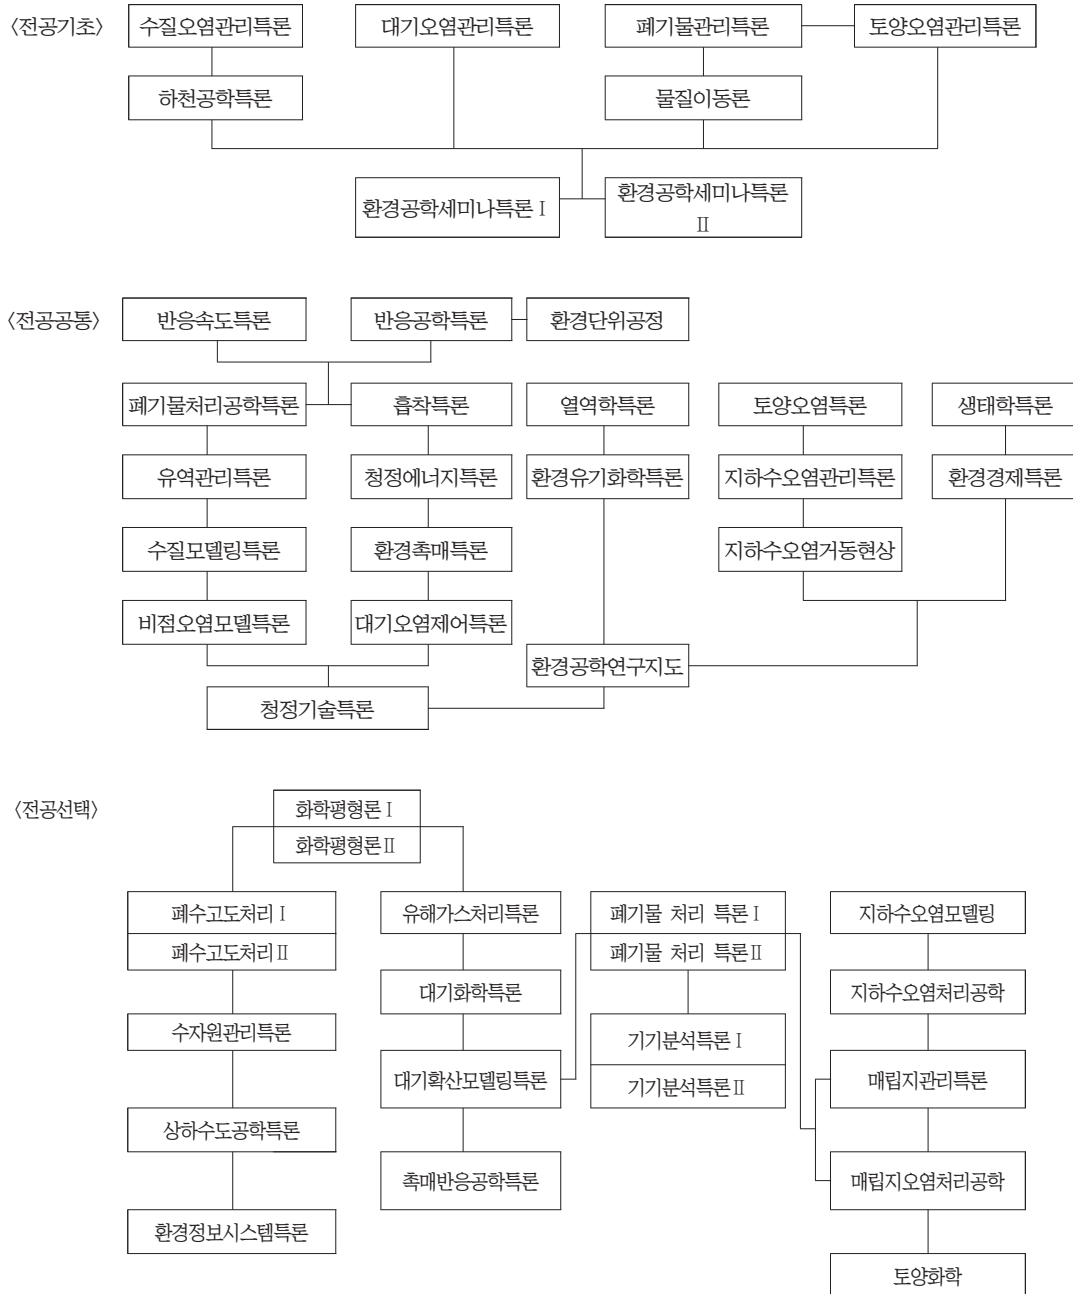 〈전공기초〉
수질오염관리특론
대기오염관리특론
폐기물관리특론
토양오염관리특론
하천공학특론
물질이동론
환경공학세미나특론Ⅰ
환경공학세미나특론
Ⅱ
〈전공공통〉
반응속도특론
반응공학특론
환경단위공정
폐기물처리공학특론
흡착특론
열역학특론
토양오염특론
생태학특론
유역관리특론
청정에너지특론
환경유기화학특론
지하수오염관리특론
환경경제특론
수질모델링특론
환경촉매특론
지하수오염거동현상
비점오염모델특론
대기오염제어특론
환경공학연구지도
청정기술특론
〈전공선택〉
화학평형론Ⅰ
화학평형론Ⅱ
폐수고도처리Ⅰ
유해가스처리특론
폐기물 처리 특론Ⅰ
지하수오염모델링
폐수고도처리Ⅱ
폐기물 처리 특론Ⅱ
대기화학특론
지하수오염처리공학
수자원관리특론
기기분석특론Ⅰ
대기확산모델링특론
기기분석특론Ⅱ
매립지관리특론
상하수도공학특론
촉매반응공학특론
매립지오염처리공학
환경정보시스템특론
토양화학